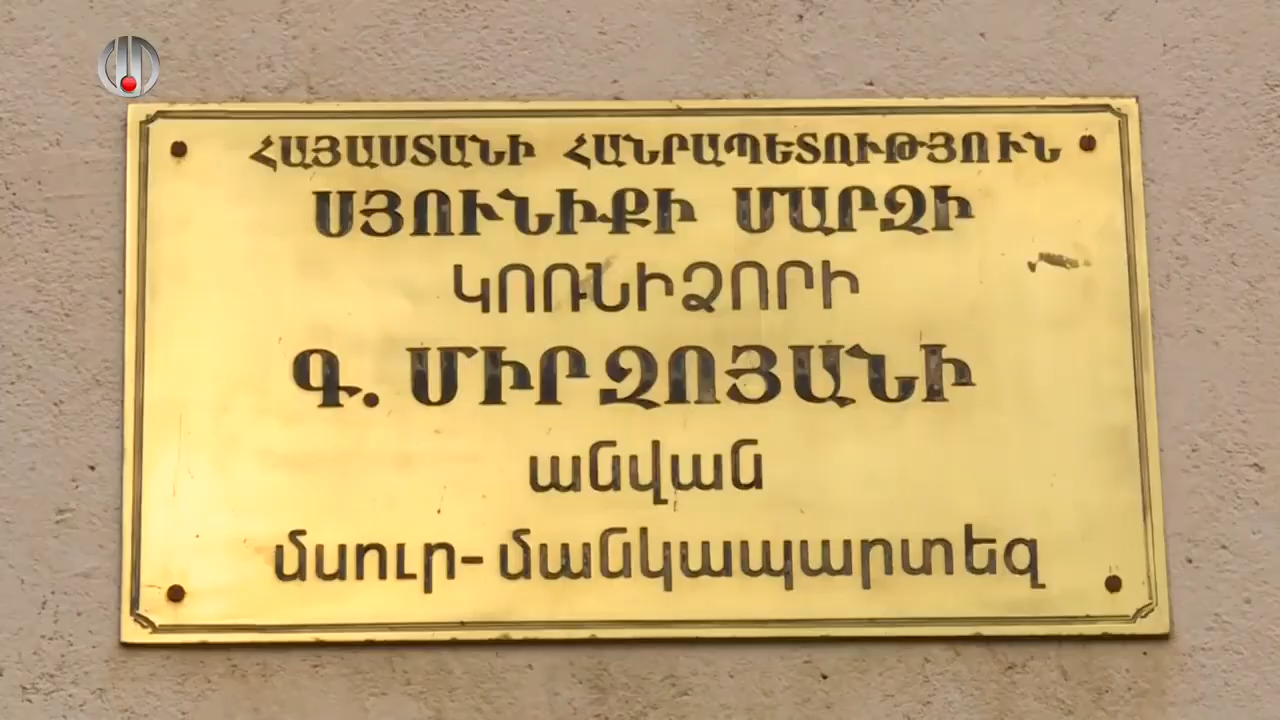 ՀԱՅԱՍՏԱՆԻ ՀԱՆՐԱՊԵՏՈՒԹՅՈՒՆ
ՍՅՈՒՆԻՔԻ ՄԱՐԶԻ
ԿՈՌՆԻՁՈՐԻ
Գ. ՄԻՐԶՈՅԱՆԻ
անվան
մսուր-մանկապարտեզ